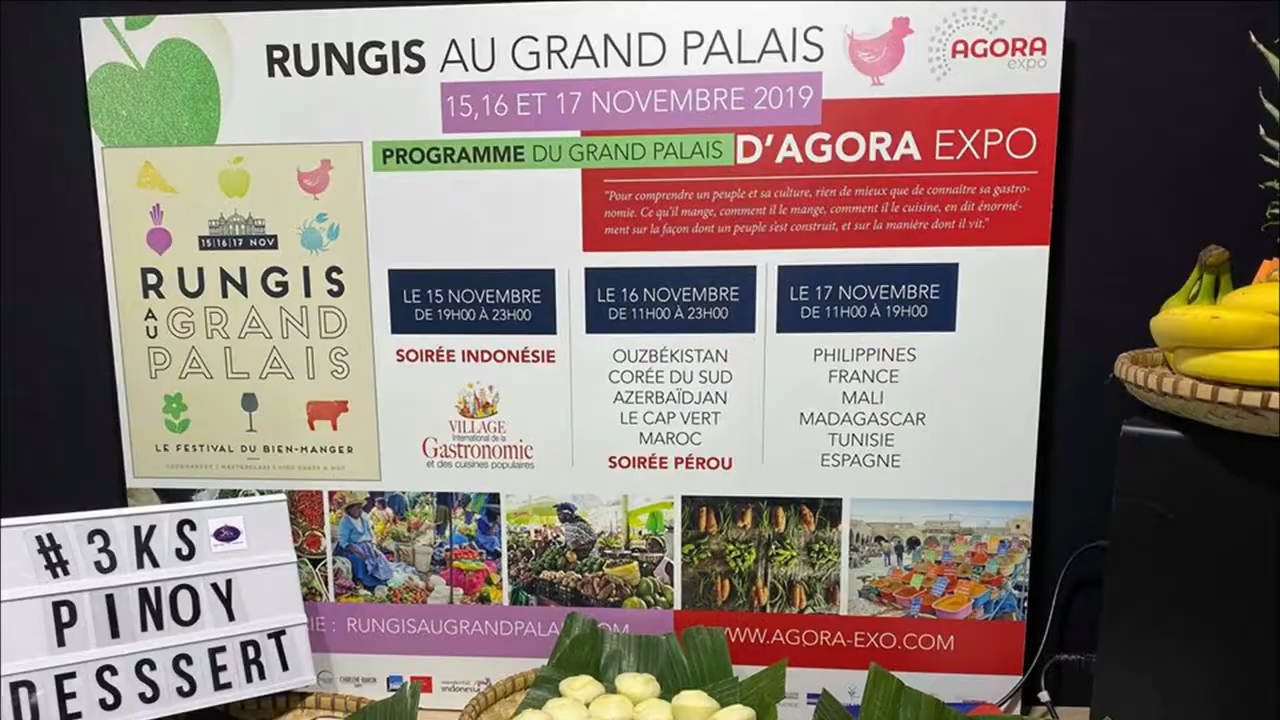 RUNGIS AU GRAND PALAIS
AGORA
expo
15,16 ET 17 NOVEMBRE 2019
PROGRAMME DU GRAND PALAIS D'AGORA EXPO
"Pour comprendre un peuple et sa culture, rien de mieux que de connaître sa gastro-
nomie. Ce qu'il mange, comment il le mange, comment il le cuisine, en dit énormé-
ment sur la façon dont un peuple s'est construit, et sur la manière dont il vit."
15|16|17 NOV
RUNGIS
AU GRAND
PALAIS
LE FESTIVAL DU BIEN-MANGER
LE 15 NOVEMBRE
DE 19H00 À 23H00
SOIRÉE INDONÉSIE
VILLAGE
International de la
Gastronomie
et des cuisines populaires
LE 16 NOVEMBRE
DE 11H00 À 23H00
OUZBÉKISTAN
CORÉE DU SUD
AZERBAÏDJAN
LE CAP VERT
MAROC
SOIRÉE PÉROU
LE 17 NOVEMBRE
DE 11H00 À 19H00
PHILIPPINES
FRANCE
MALI
MADAGASCAR
TUNISIE
ESPAGNE
#3KS
PINOY
DESSSERT
RIE : RUNGISAUGRANDPALAIS.COM
WWW.AGORA-EXO.COM